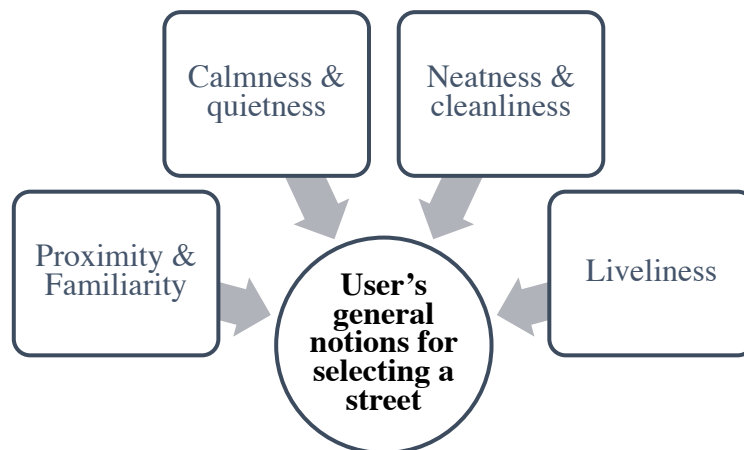 Calmness &
quietness
Neatness &
cleanliness
Proximity &
Familiarity
Liveliness
User’s
general
notions for
selecting a
street